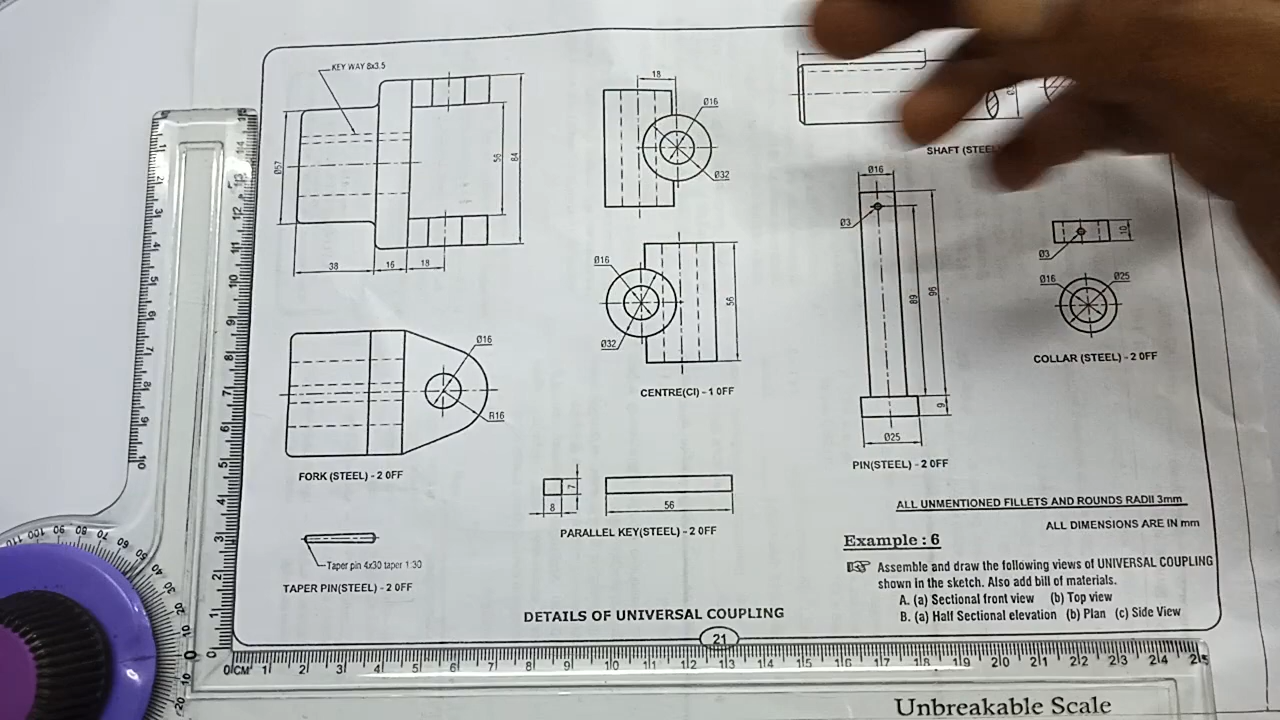 KEY WAY 8x3.5
Ø57
56
84
38
16
18
18
Ø16
Ø32
SHAFT (STEEL
Ø16
Ø3
89
96
9
Ø25
PIN(STEEL) - 2 OFF
10
Ø3
Ø16
Ø25
COLLAR (STEEL) - 2 OFF
Ø16
Ø32
56
CENTRE(CI) - 1 OFF
Ø16
R16
FORK (STEEL) - 2 OFF
7
8
56
PARALLEL KEY(STEEL) - 2 OFF
Taper pin 4x30 taper 1:30
TAPER PIN(STEEL) - 2 OFF
ALL UNMENTIONED FILLETS AND ROUNDS RADII 3mm
ALL DIMENSIONS ARE IN mm
Example : 6
Assemble and draw the following views of UNIVERSAL COUPLING
shown in the sketch. Also add bill of materials.
A. (a) Sectional front view (b) Top view
B. (a) Half Sectional elevation (b) Plan (c) Side View
DETAILS OF UNIVERSAL COUPLING
21
0 CM 1 2 3 4 5 6 7 8 9 10 11 12 13 14 15 16 17 18 19 20 21 22 23 24 25
Unbreakable Scale